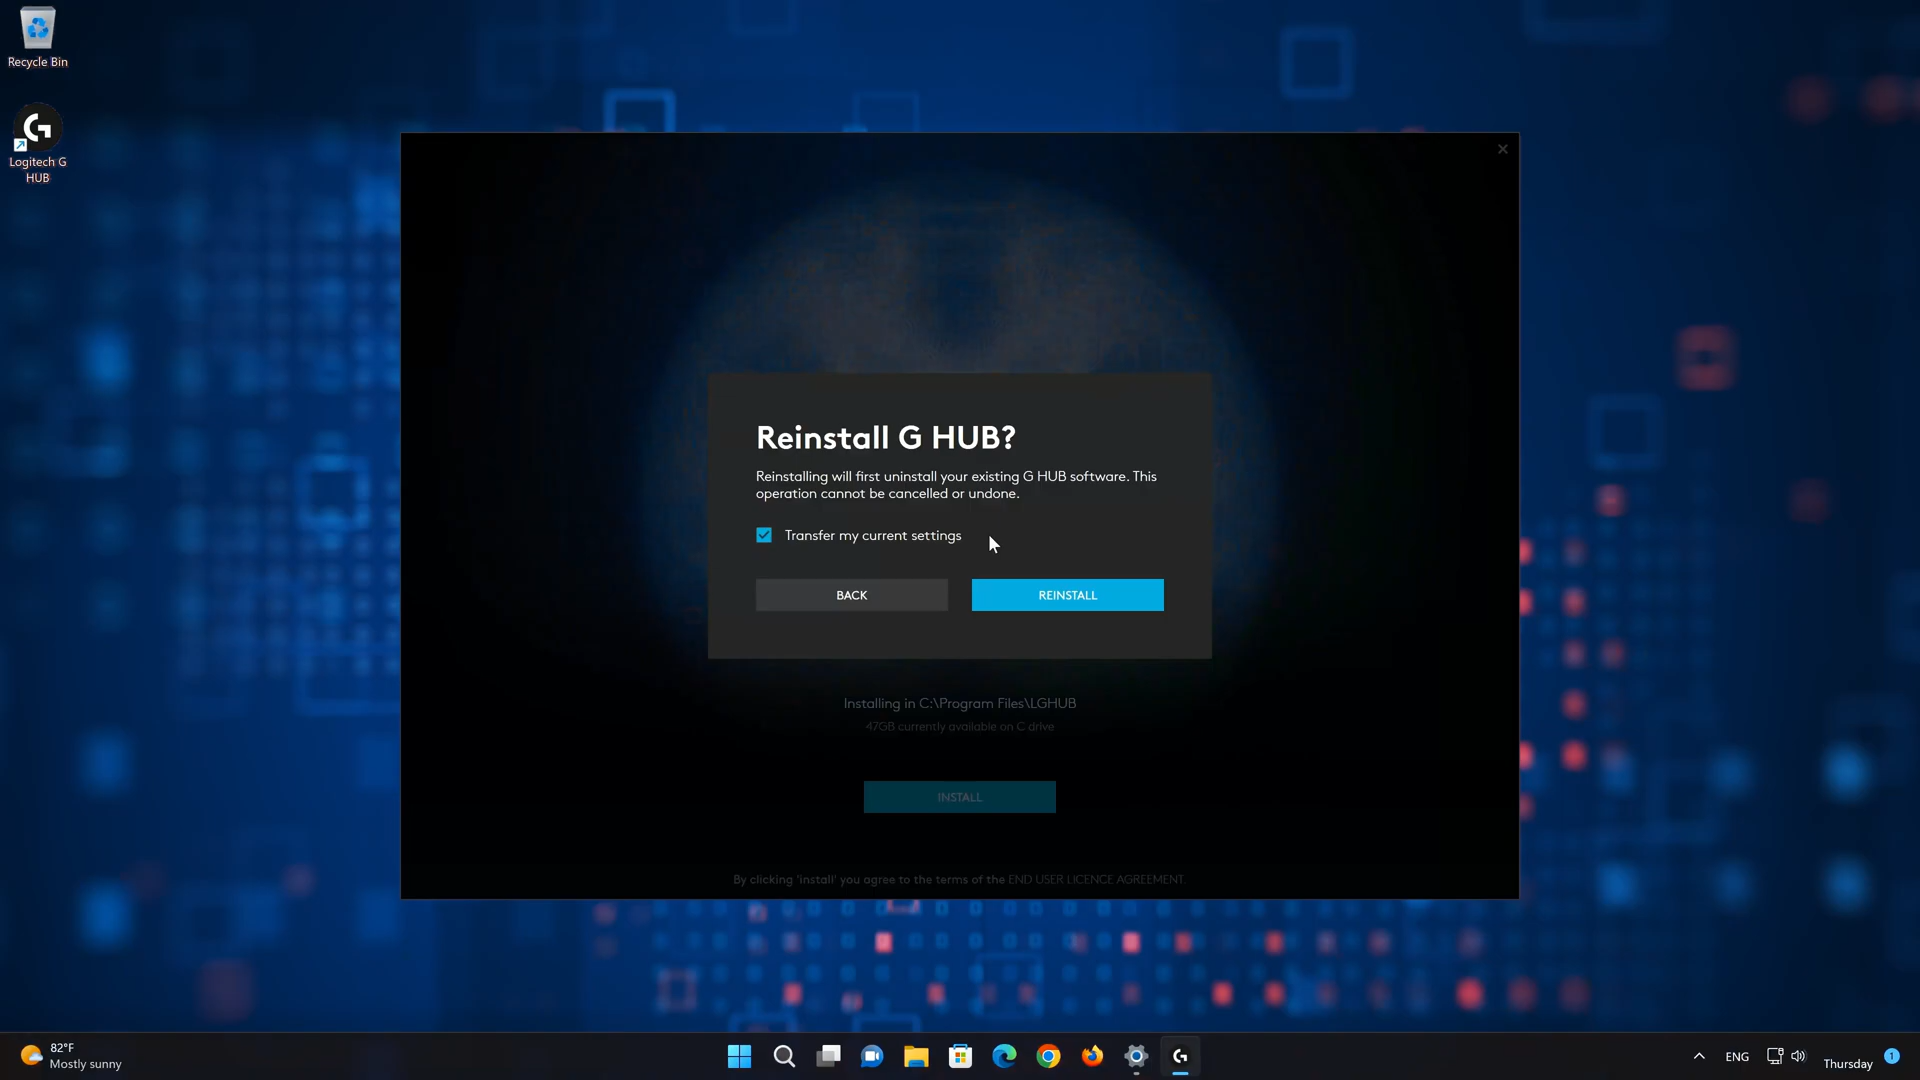 Recycle Bin
Logitech G
HUB
Reinstall G HUB?
Reinstalling will first uninstall your existing G HUB software. This
operation cannot be cancelled or undone.
Transfer my current settings
BACK
REINSTALL
Installing in C:\Program Files\LGHUB
47GB currently available on C drive
INSTALL
By clicking 'install' you agree to the terms of the END USER LICENCE AGREEMENT.
82°F
Mostly sunny
ENG
Thursday
1